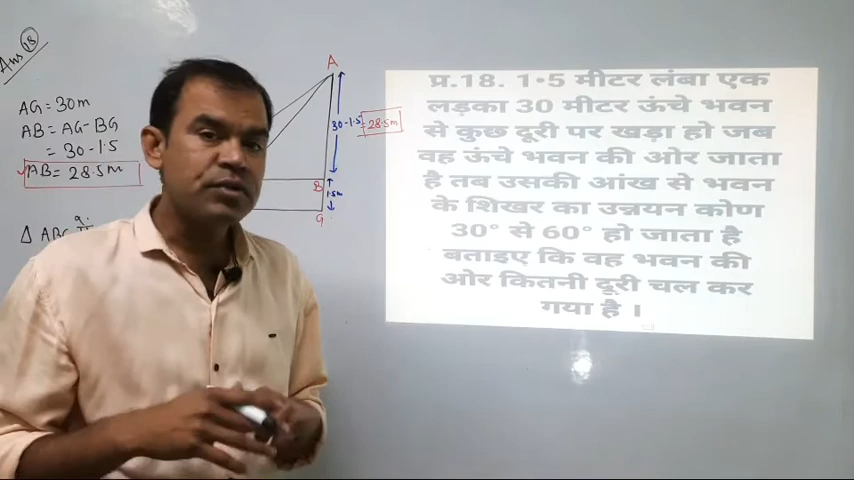 Ans 18
AG = 30m
AB = AG - BG
= 30 - 1.5
AB = 28.5m
A
30-1.5
= 28.5m
B
1.5m
G
प्र.18. 1·5 मीटर लंबा एक
लड़का 30 मीटर ऊंचे भवन
से कुछ दूरी पर खड़ा हो जब
वह ऊंचे भवन की ओर जाता
है तब उसकी आंख से भवन
के शिखर का उन्नयन कोण
30° से 60° हो जाता है
बताइए कि वह भवन की
ओर कितनी दूरी चल कर
गया है ।